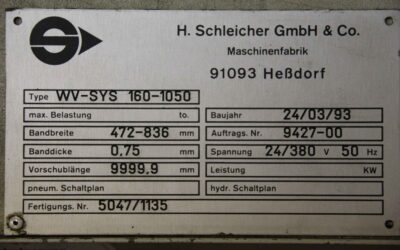 H. Schleicher GmbH & Co.
Maschinenfabrik
91093 Heßdorf
Type WV-SYS 160-1050
max. Belastung to. Baujahr 24/03/93
Bandbreite 472-836 mm Auftrags. Nr. 9427-00
Banddicke 0,75 mm Spannung 24/380 V 50 Hz
Vorschublänge 9999.9 mm Leistung KW
pneum. Schaltplan hydr. Schaltplan
Fertigungs. Nr. 5047/1135